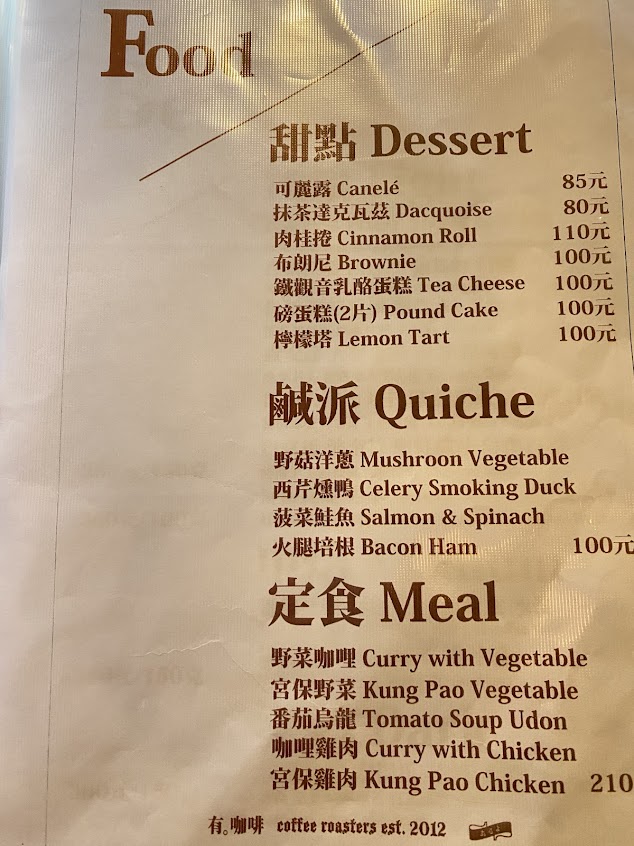 Food
甜點 Dessert
可麗露 Canelé 85元
抹茶達克瓦茲 Dacquoise 80元
肉桂捲 Cinnamon Roll 110元
布朗尼 Brownie 100元
鐵觀音乳酪蛋糕 Tea Cheese 100元
磅蛋糕(2片) Pound Cake 100元
檸檬塔 Lemon Tart 100元
鹹派 Quiche
野菇洋蔥 Mushroon Vegetable
西芹燻鴨 Celery Smoking Duck
菠菜鮭魚 Salmon & Spinach
火腿培根 Bacon Ham 100元
定食 Meal
野菜咖哩 Curry with Vegetable
宮保野菜 Kung Pao Vegetable
番茄烏龍 Tomato Soup Udon
咖哩雞肉 Curry with Chicken
宮保雞肉 Kung Pao Chicken 210
有。咖啡 coffee roasters est. 2012